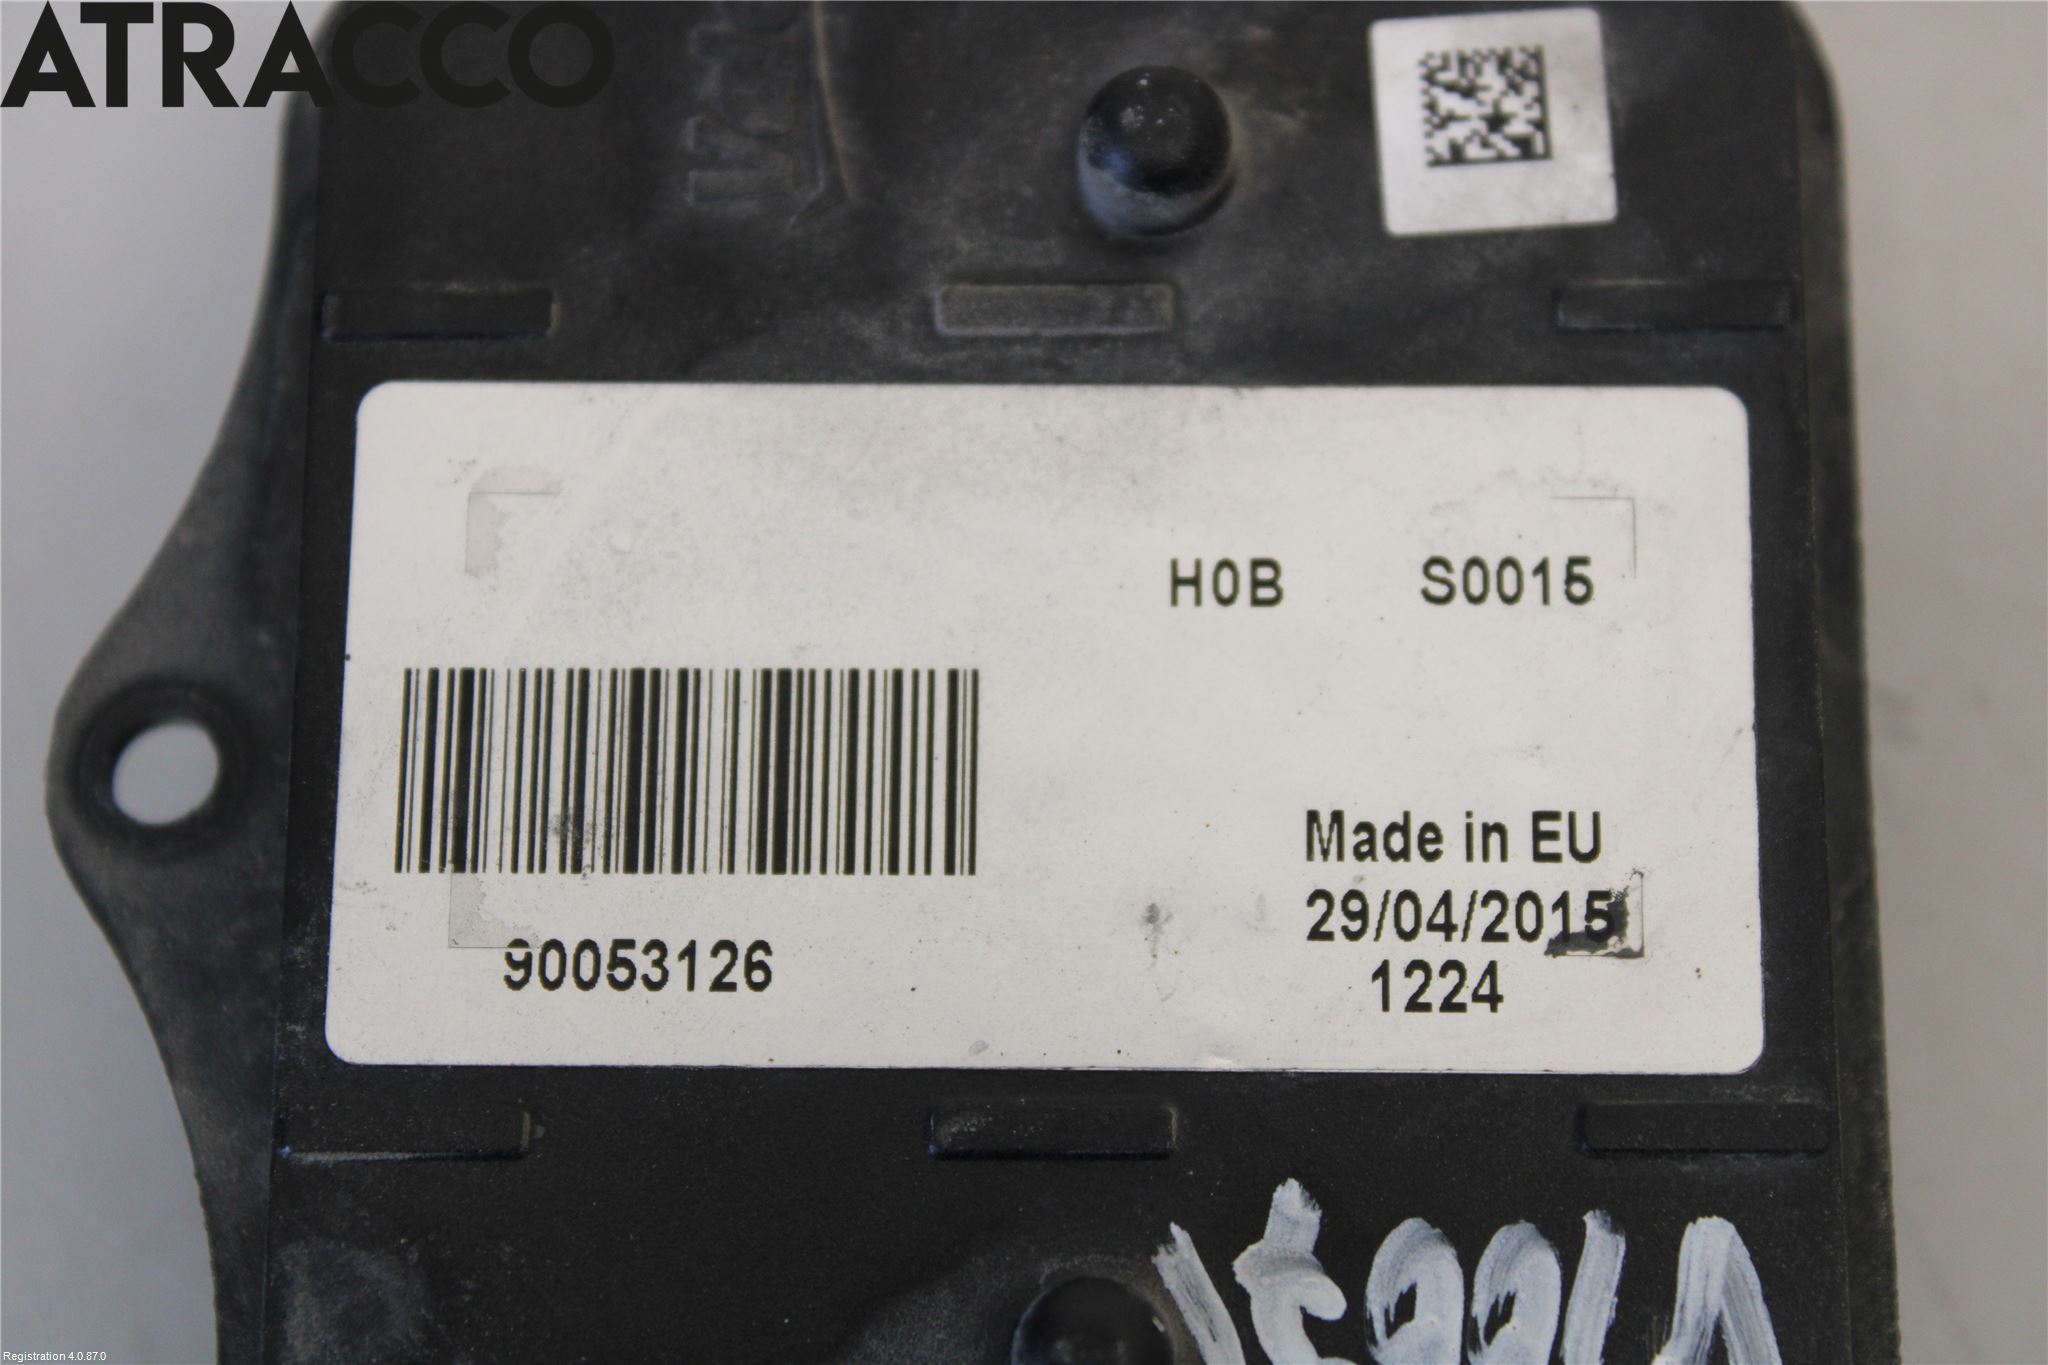 ATRACCO
H0B S0015
Made in EU
29/04/2015
90053126
1224
Registration 4.0.87.0